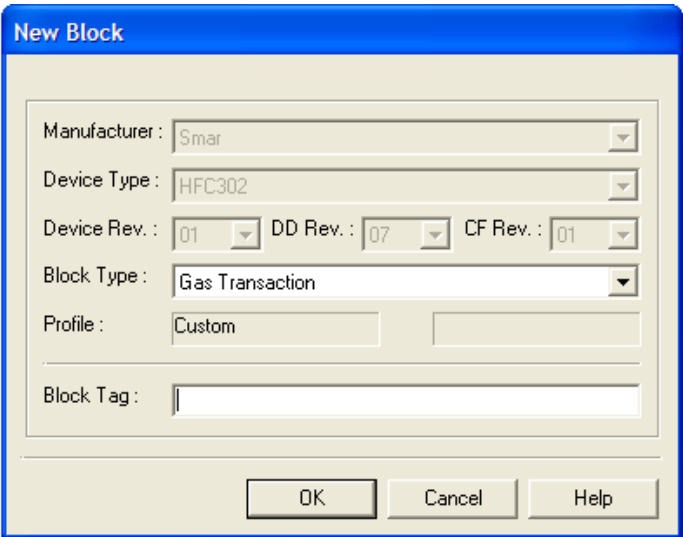 New Block
Manufacturer : Smar
Device Type : HFC302
Device Rev. : 01 DD Rev. : 07 CF Rev. : 01
Block Type : Gas Transaction
Profile : Custom
Block Tag :
OK Cancel Help